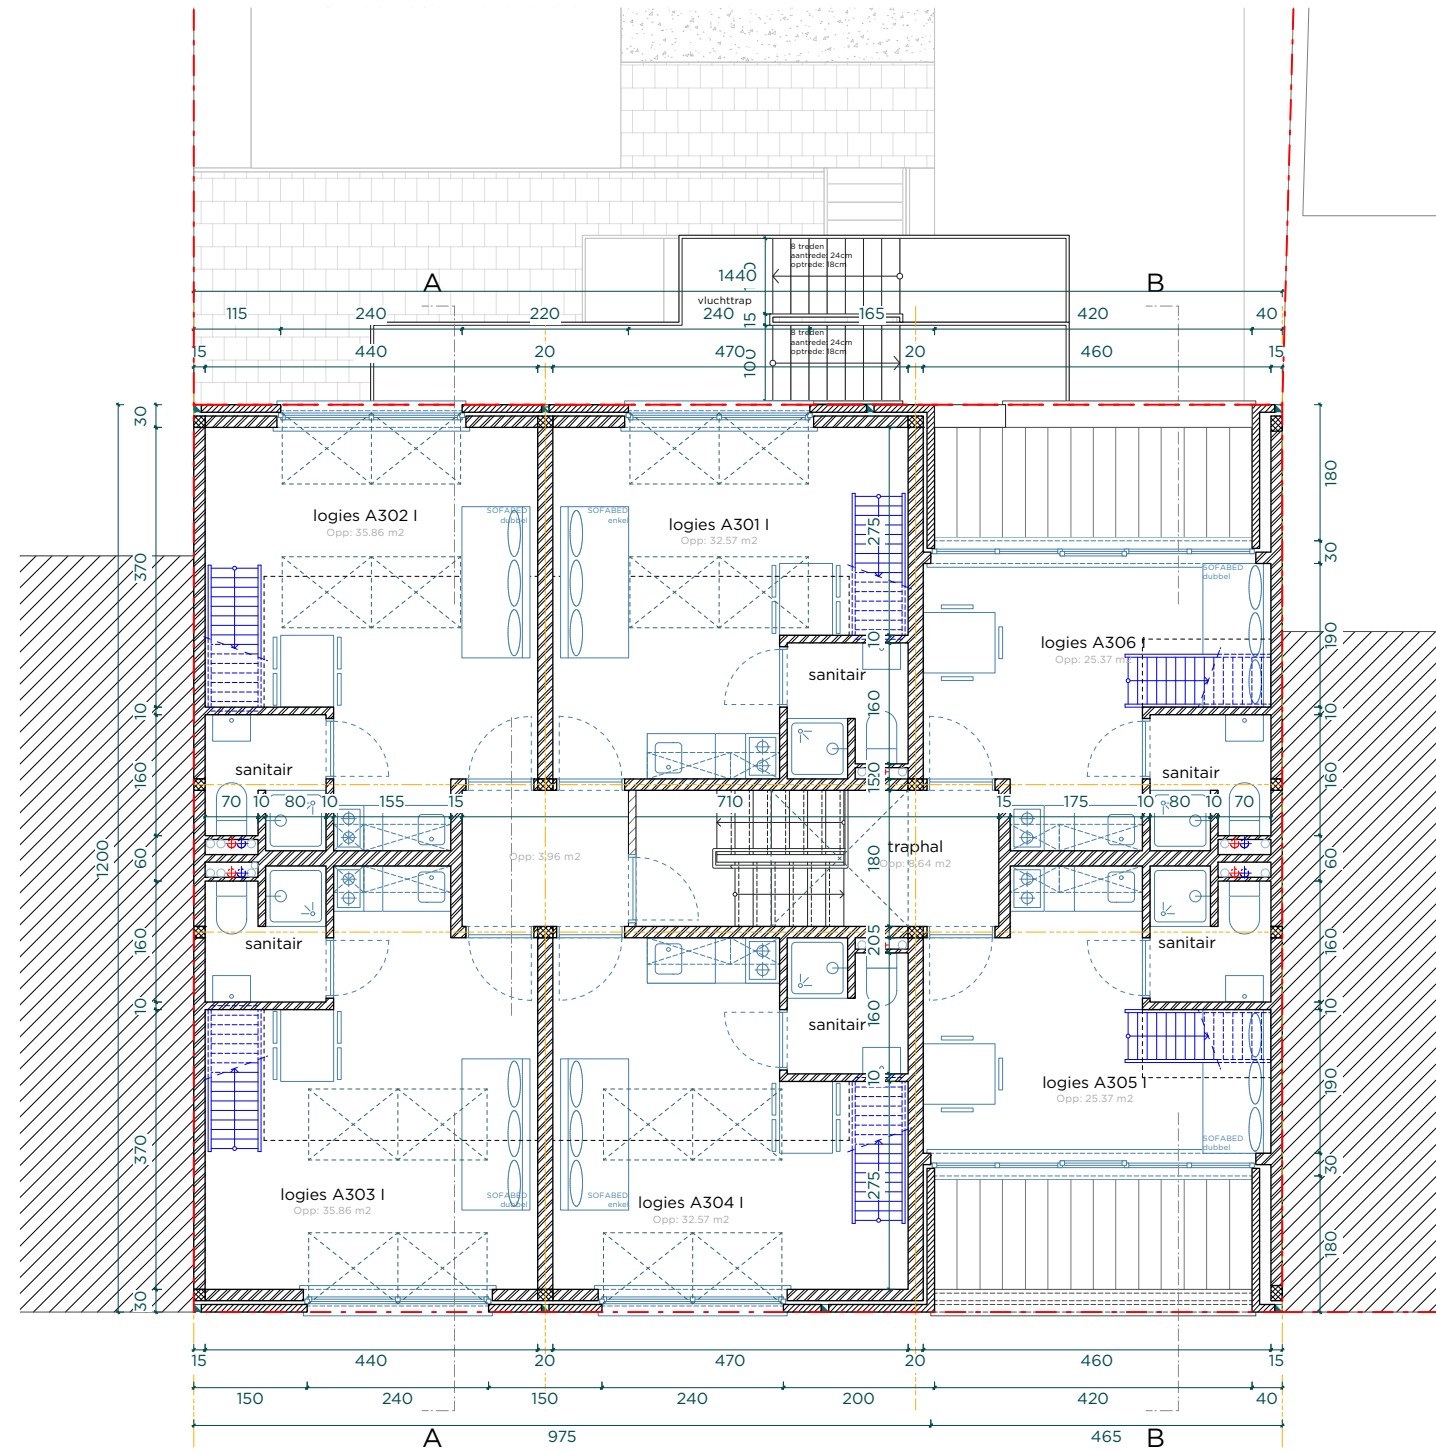 8 treden
aantrede: 24cm
optrede: 18cm
A
1440
B
vluchttrap
115
240
220
240
15
165
420
40
8 treden
aantrede: 24cm
optrede: 18cm
15
440
20
470
100
20
460
15
30
180
SOFABED
dubbel
SOFABED
enkel
logies A302 I
Opp: 35.86 m2
logies A301 I
Opp: 32.57 m2
275
30
370
SOFABED
dubbel
190
logies A306 I
Opp: 25.37 m2
10
sanitair
10
160
10
sanitair
sanitair
160
160
15
70
10
80
10
155
15
710
15
175
10
80
10
70
1200
60
Opp: 3.96 m2
180
traphal
Opp: 8.64 m2
60
sanitair
205
sanitair
160
160
sanitair
160
10
10
10
logies A305 I
Opp: 25.37 m2
190
370
SOFABED
dubbel
30
275
logies A303 I
Opp: 35.86 m2
SOFABED
dubbel
SOFABED
enkel
logies A304 I
Opp: 32.57 m2
180
30
15
440
20
470
20
460
15
150
240
150
240
200
420
40
A
975
465
B